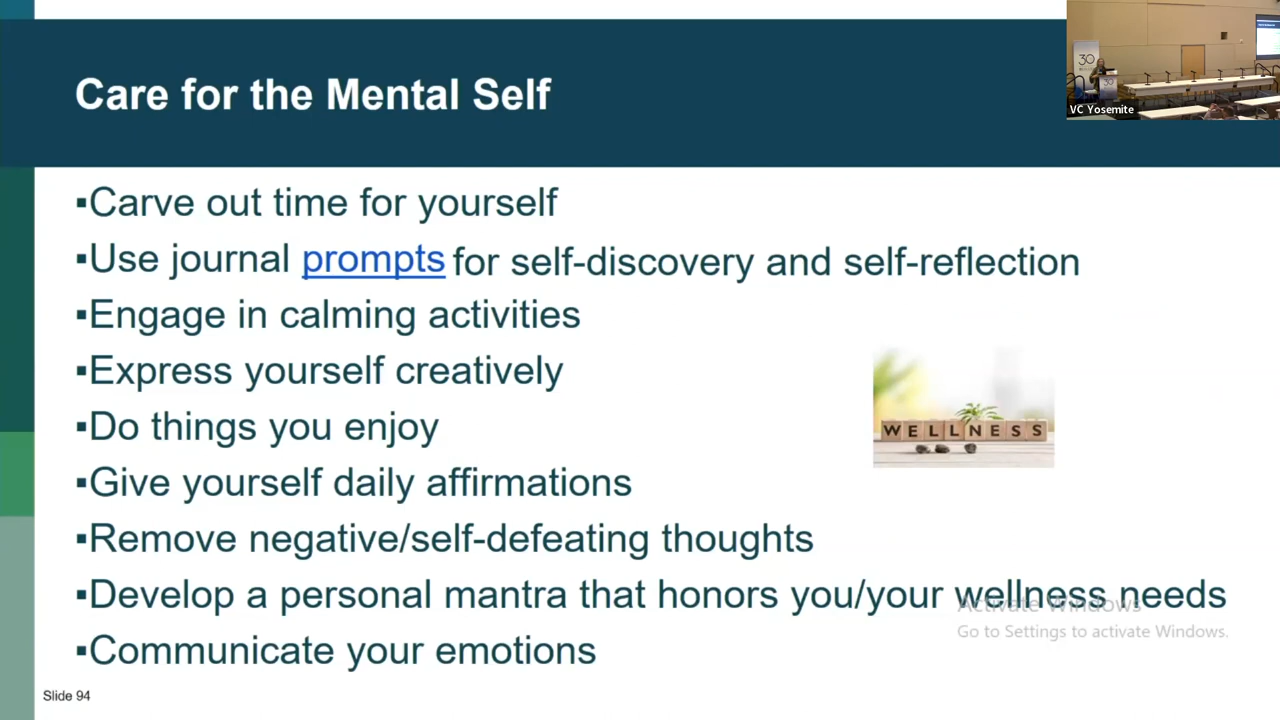 Care for the Mental Self
30
30
VC Yosemite
▪Carve out time for yourself
▪Use journal prompts for self-discovery and self-reflection
▪Engage in calming activities
▪Express yourself creatively
▪Do things you enjoy
WELLNESS
▪Give yourself daily affirmations
▪Remove negative/self-defeating thoughts
▪Develop a personal mantra that honors you/your wellness needs
Activate Windows
Go to Settings to activate Windows.
▪Communicate your emotions
Slide 94